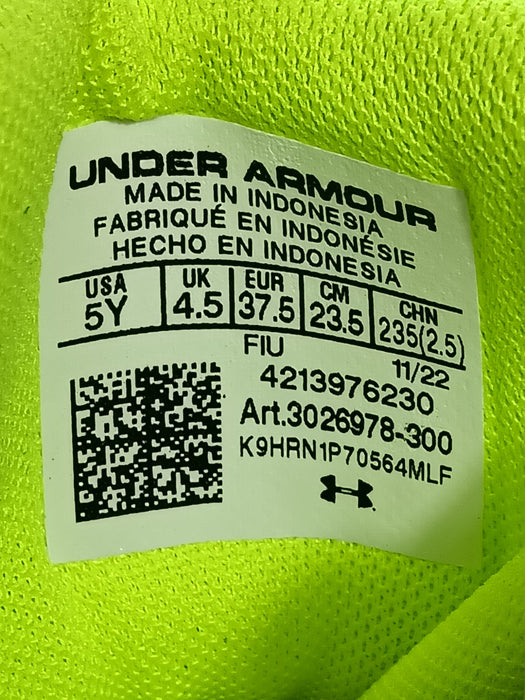 UNDER ARMOUR
MADE IN INDONESIA
FABRIQUÉ EN INDONÉSIE
HECHO EN INDONESIA
USA UK EUR CM CHN
5Y 4.5 37.5 23.5 235(2.5)
FIU 11/22
4213976230
Art.3026978-300
K9HRN1P70564MLF